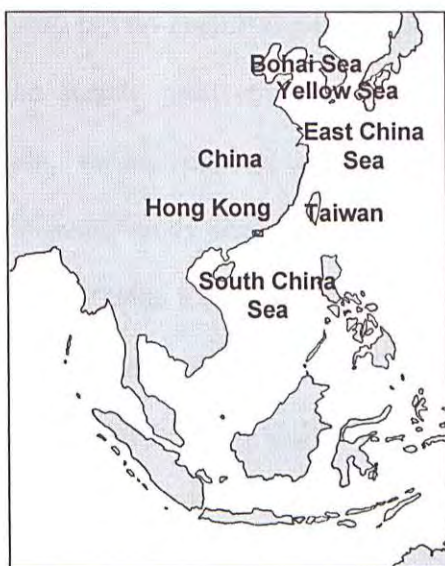 Bohai Sea
Yellow Sea
East China
Sea
China
Hong Kong
Taiwan
South China
Sea